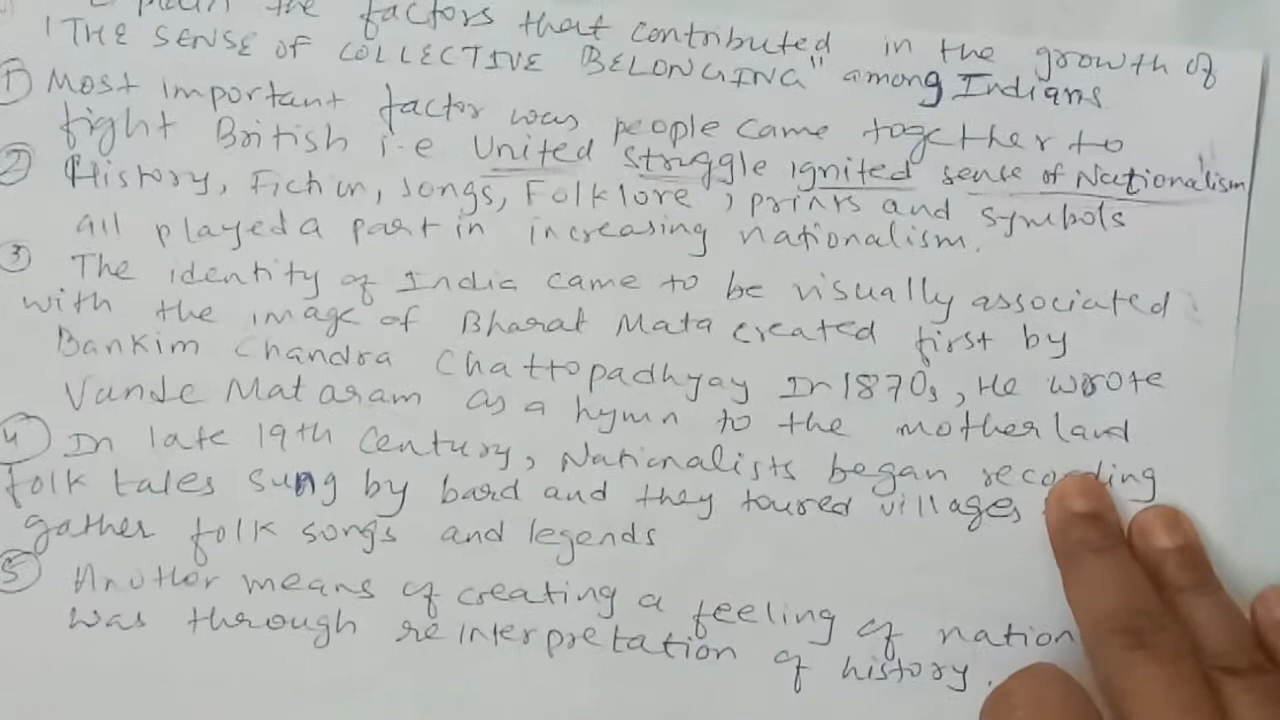 the factors that contributed in the growth of
"THE SENSE OF COLLECTIVE BELONGING" among Indians
① Most important factor was people came together to
fight British i.e United struggle ignited sense of Nationalism
② History, Fiction, songs, Folklore, prints and symbols
all played a part in increasing nationalism.
③ The identity of India came to be visually associated
with the image of Bharat Mata created first by
Bankim Chandra Chattopadhyay In 1870s, He wrote
Vande Mataram as a hymn to the motherland
④ In late 19th century, Nationalists began recording
folk tales sung by bard and they toured villages
gather folk songs and legends
⑤ Another means of creating a feeling of nation
was through reinterpretation of history.